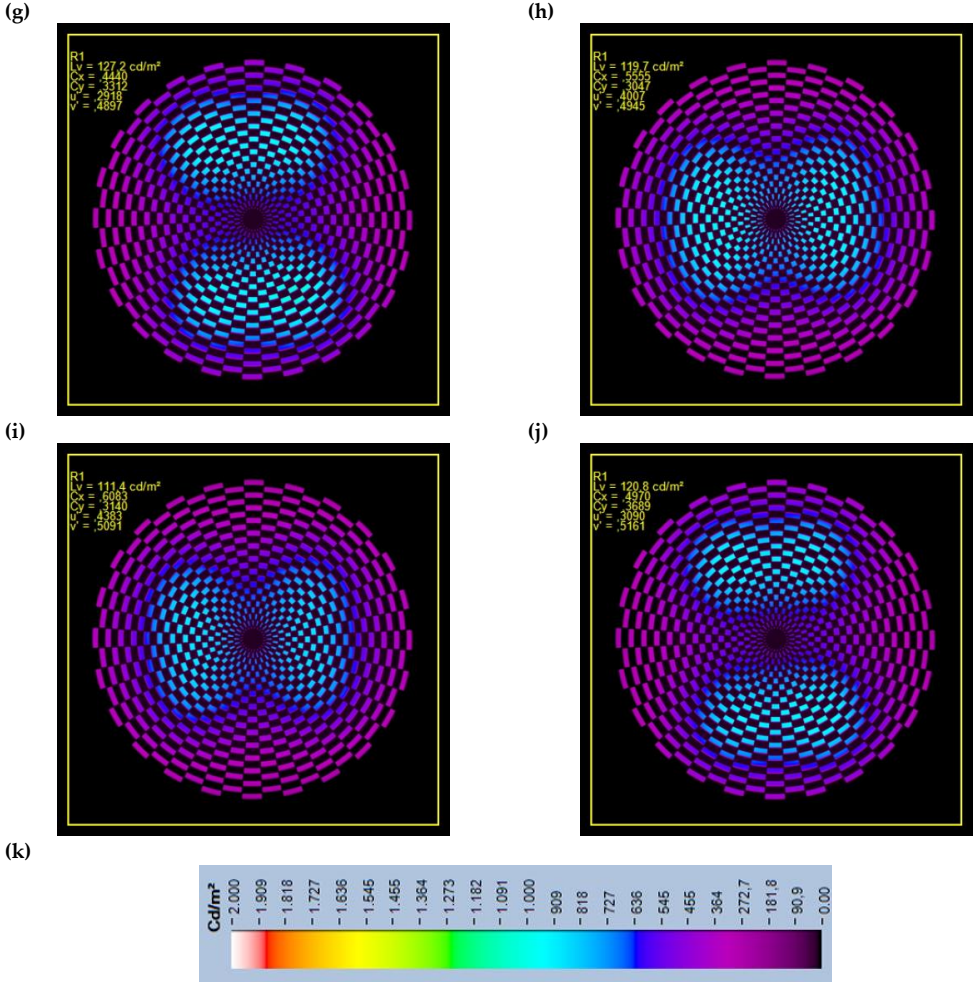 (g)
R1
Lv = 127,2 cd/m²
Cx = ,4440
Cy = ,3312
u' = ,2918
v' = ,4897
(h)
R1
Lv = 119,7 cd/m²
Cx = ,5555
Cy = ,3047
u' = ,4007
v' = ,4945
(i)
R1
Lv = 111,4 cd/m²
Cx = ,6083
Cy = ,3140
u' = ,4383
v' = ,5091
(j)
R1
Lv = 120,8 cd/m²
Cx = ,4970
Cy = ,3689
u' = ,3090
v' = ,5161
(k)
Cd/m²
- 2.000
- 1.909
- 1.818
- 1.727
- 1.636
- 1.545
- 1.455
- 1.364
- 1.273
- 1.182
- 1.091
- 1.000
- 909
- 818
- 727
- 636
- 545
- 455
- 364
- 272,7
- 181,8
- 90,9
- 0.00